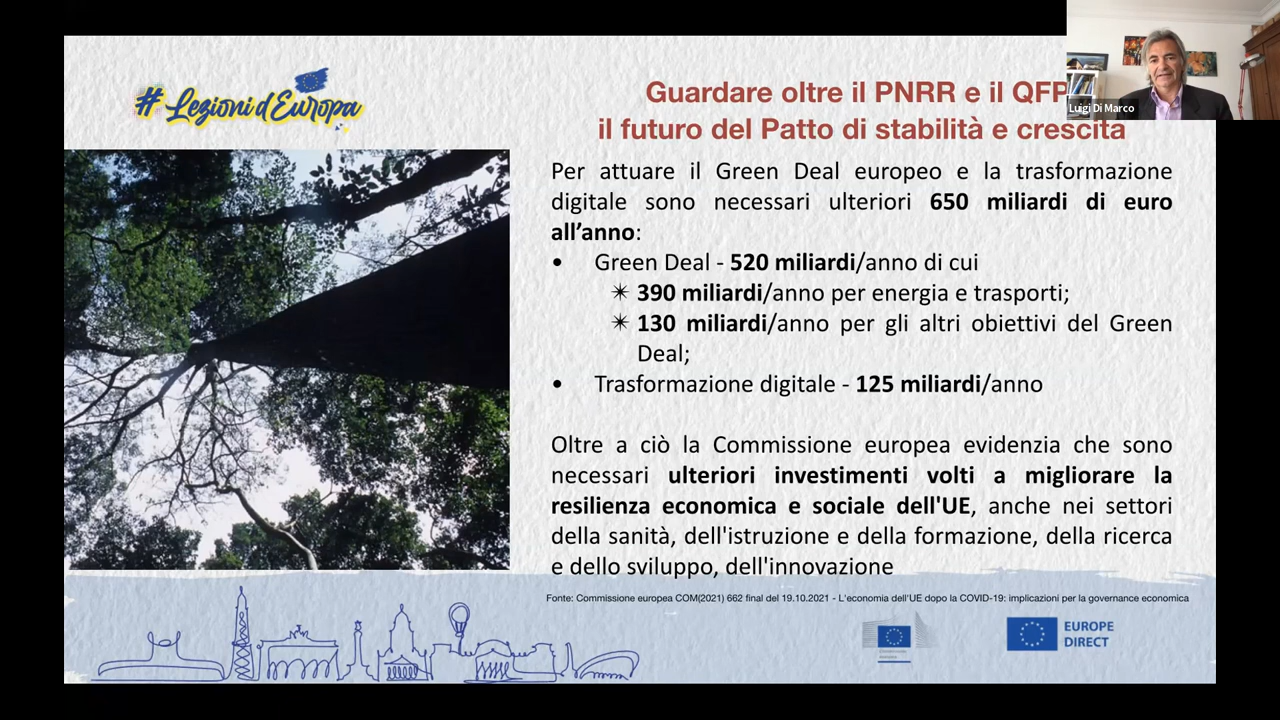 # Lezioni d'Europa
Guardare oltre il PNRR e il QFP
il futuro del Patto di stabilità e crescita
Luigi Di Marco
Per attuare il Green Deal europeo e la trasformazione
digitale sono necessari ulteriori 650 miliardi di euro
all’anno:
• Green Deal - 520 miliardi/anno di cui
✴ 390 miliardi/anno per energia e trasporti;
✴ 130 miliardi/anno per gli altri obiettivi del Green
Deal;
• Trasformazione digitale - 125 miliardi/anno
Oltre a ciò la Commissione europea evidenzia che sono
necessari ulteriori investimenti volti a migliorare la
resilienza economica e sociale dell'UE, anche nei settori
della sanità, dell'istruzione e della formazione, della ricerca
e dello sviluppo, dell'innovazione
Fonte: Commissione europea COM(2021) 662 final del 19.10.2021 - L'economia dell'UE dopo la COVID-19: implicazioni per la governance economica
EUROPE
DIRECT